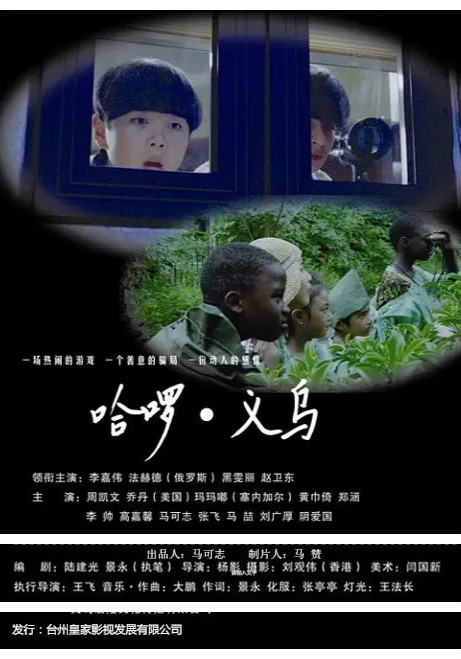 一场热闹的游戏 一个善意的骗局 一份动人的感情
哈啰·义乌
领衔主演：李嘉伟 法赫德（俄罗斯）黑雯丽 赵卫东
主 演：周凯文 乔丹（美国）玛玛嘟（塞内加尔）黄巾倚 郑涵
李帅 高嘉馨 马可志 张飞 马喆 刘广厚 阴爱国
出品人：马可志 制片人：马赞
编 剧：陆建光 景永（执笔） 导演：杨影 摄影：刘观伟（香港） 美术：闫国新
执行导演：王飞 音乐·作曲：大鹏 作词：景永 化服：张亭亭 灯光：王法长
发行：台州皇家影视发展有限公司